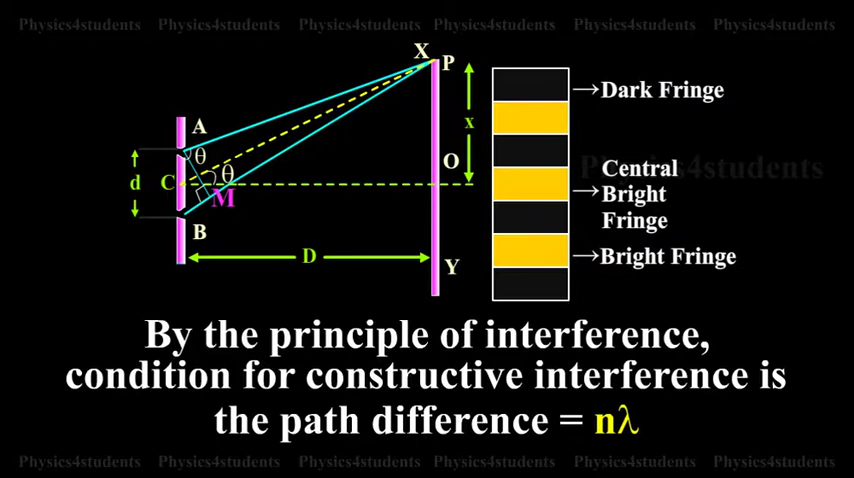 Physics4students Physics4students Physics4students Physics4students Physics4students Physics4students
X
P
A
θ
x
Dark Fringe
O
Physics4students
d
C
θ
M
Central
Bright
Fringe
B
D
Y
Bright Fringe
By the principle of interference,
condition for constructive interference is
the path difference = nλ
Physics4students Physics4students Physics4students Physics4students Physics4students Physics4students